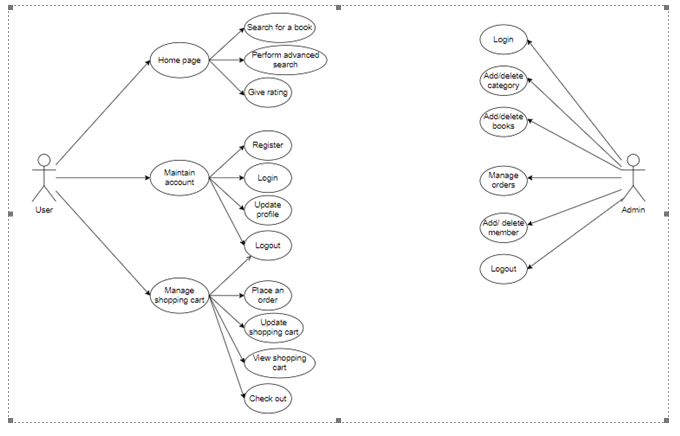 Search for a book
Home page
Perform advanced
search
Give rating
Register
Maintain
account
Login
Update
profile
User
Logout
Manage
shopping cart
Place an
order
Update
shopping cart
View shopping
cart
Check out
Login
Add/delete
category
Add/delete
books
Manage
orders
Admin
Add/ delete
member
Logout